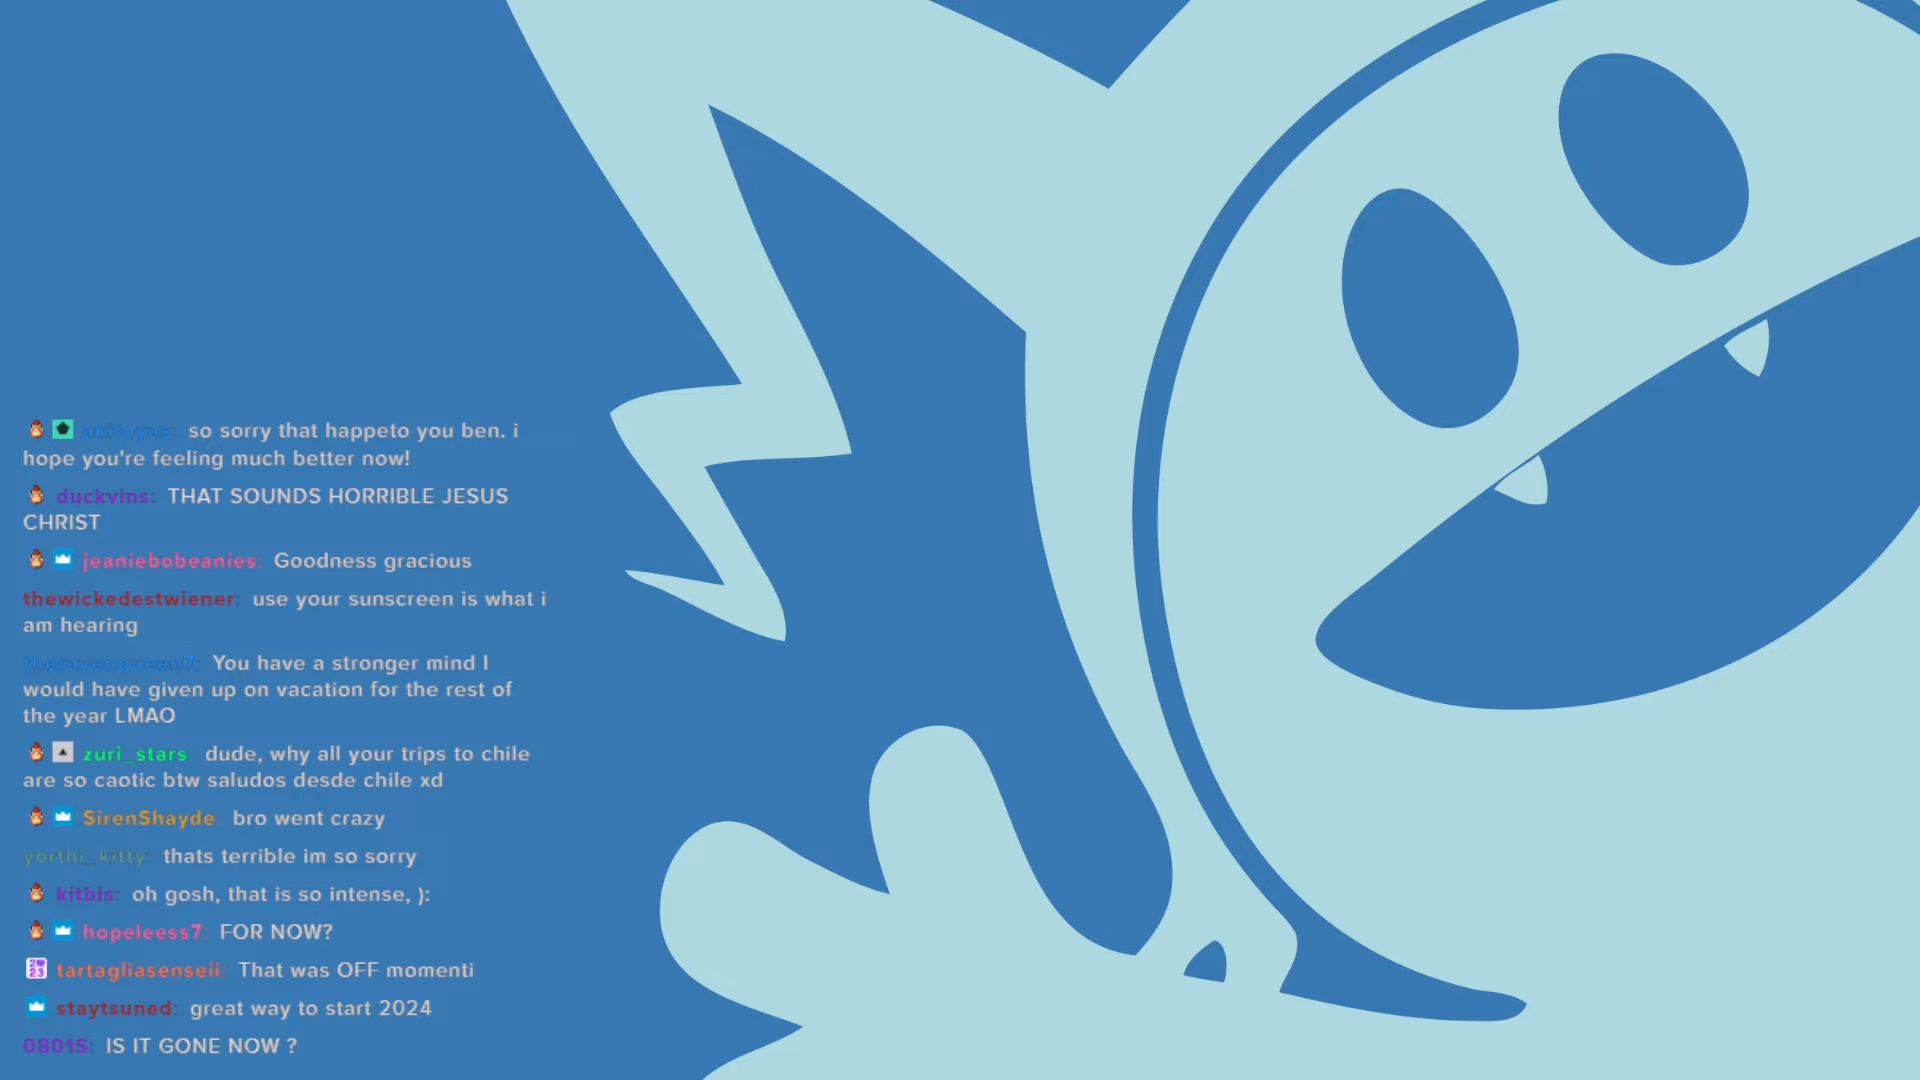 so sorry that happeto you ben. i
hope you're feeling much better now!
duckvins: THAT SOUNDS HORRIBLE JESUS
CHRIST
jeaniebobeanies: Goodness gracious
thewickedestwiener: use your sunscreen is what i
am hearing
You have a stronger mind I
would have given up on vacation for the rest of
the year LMAO
zuri_stars: dude, why all your trips to chile
are so caotic btw saludos desde chile xd
SirenShayde: bro went crazy
yorthi_kitty: thats terrible im so sorry
kitbis: oh gosh, that is so intense, ):
hopeleess7: FOR NOW?
tartagliasenseii: That was OFF momenti
staytsuned: great way to start 2024
0801S: IS IT GONE NOW ?